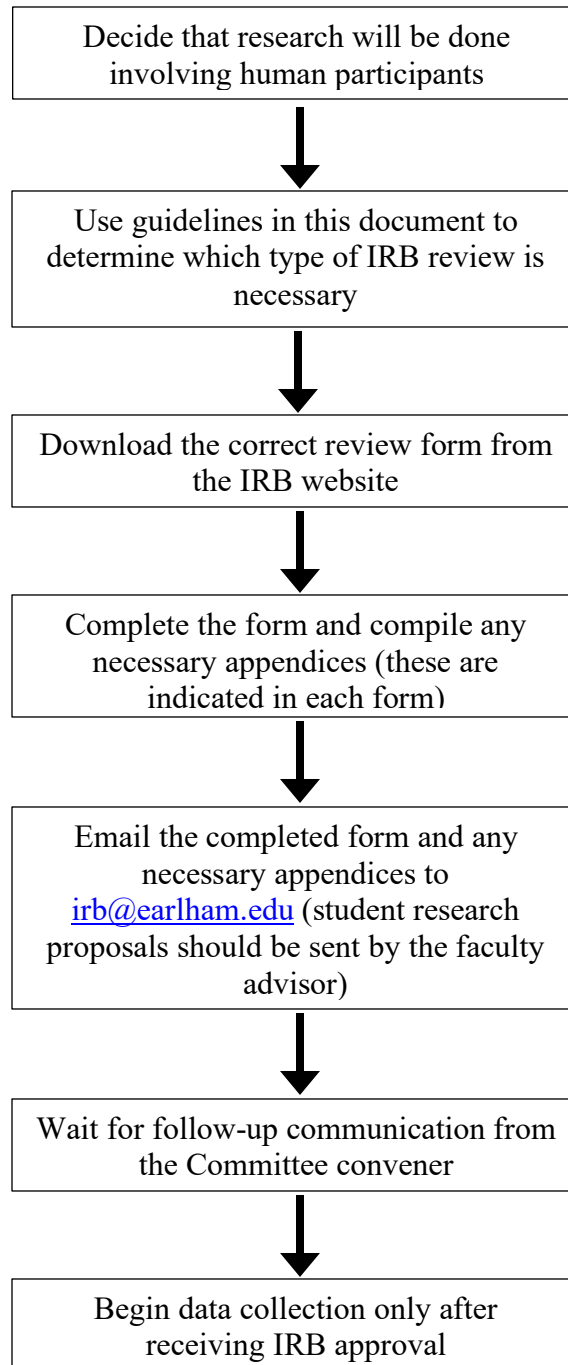 Decide that research will be done
involving human participants
Use guidelines in this document to
determine which type of IRB review is
necessary
Download the correct review form from
the IRB website
Complete the form and compile any
necessary appendices (these are
indicated in each form)
Email the completed form and any
necessary appendices to
irb@earlham.edu (student research
proposals should be sent by the faculty
advisor)
Wait for follow-up communication from
the Committee convener
Begin data collection only after
receiving IRB approval